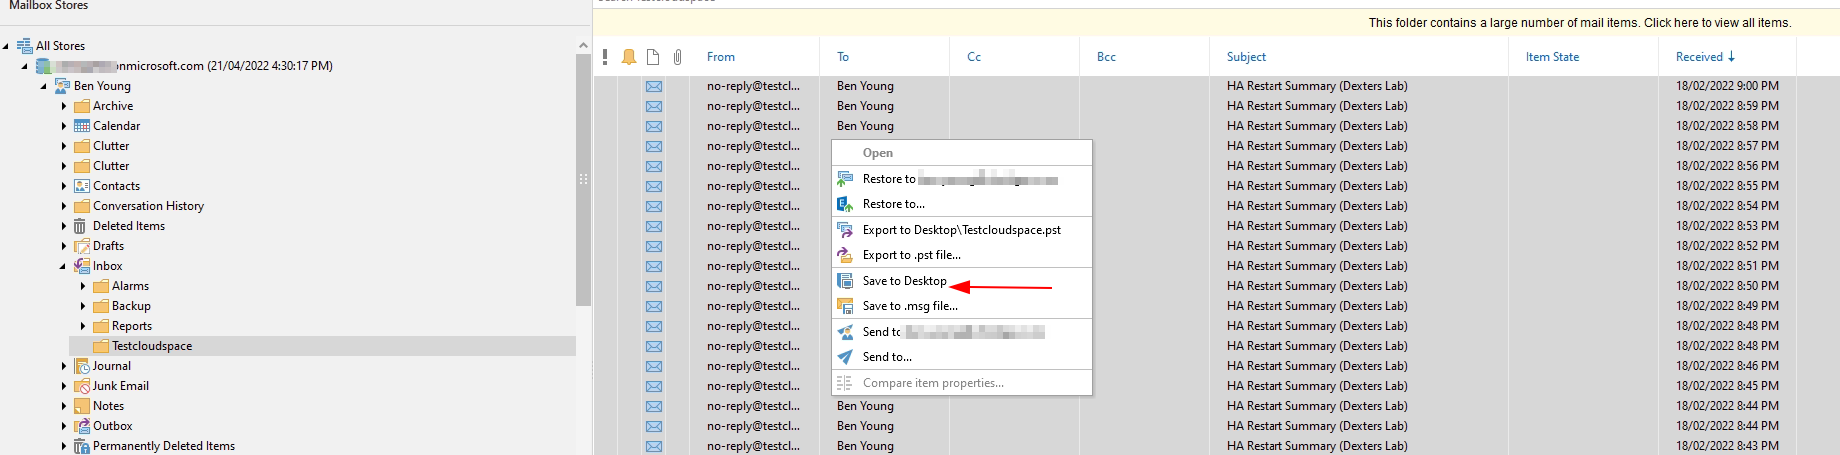 Mailbox Stores
This folder contains a large number of mail items. Click here to view all items.
All Stores
onmicrosoft.com (21/04/2022 4:30:17 PM)
Ben Young
Archive
Calendar
Clutter
Clutter
Contacts
Conversation History
Deleted Items
Drafts
Inbox
Alarms
Backup
Reports
Testcloudspace
Journal
Junk Email
Notes
Outbox
Permanently Deleted Items
From To Cc Bcc Subject Item State Received
no-reply@testcl... Ben Young HA Restart Summary (Dexters Lab) 18/02/2022 9:00 PM
no-reply@testcl... Ben Young HA Restart Summary (Dexters Lab) 18/02/2022 8:59 PM
no-reply@testcl... Ben Young HA Restart Summary (Dexters Lab) 18/02/2022 8:58 PM
no-reply@testcl... HA Restart Summary (Dexters Lab) 18/02/2022 8:57 PM
no-reply@testcl... HA Restart Summary (Dexters Lab) 18/02/2022 8:56 PM
no-reply@testcl... HA Restart Summary (Dexters Lab) 18/02/2022 8:55 PM
no-reply@testcl... HA Restart Summary (Dexters Lab) 18/02/2022 8:54 PM
no-reply@testcl... HA Restart Summary (Dexters Lab) 18/02/2022 8:53 PM
no-reply@testcl... HA Restart Summary (Dexters Lab) 18/02/2022 8:52 PM
no-reply@testcl... HA Restart Summary (Dexters Lab) 18/02/2022 8:51 PM
no-reply@testcl... HA Restart Summary (Dexters Lab) 18/02/2022 8:50 PM
no-reply@testcl... HA Restart Summary (Dexters Lab) 18/02/2022 8:49 PM
no-reply@testcl... HA Restart Summary (Dexters Lab) 18/02/2022 8:48 PM
no-reply@testcl... HA Restart Summary (Dexters Lab) 18/02/2022 8:48 PM
no-reply@testcl... HA Restart Summary (Dexters Lab) 18/02/2022 8:46 PM
no-reply@testcl... HA Restart Summary (Dexters Lab) 18/02/2022 8:45 PM
no-reply@testcl... Ben Young HA Restart Summary (Dexters Lab) 18/02/2022 8:44 PM
no-reply@testcl... Ben Young HA Restart Summary (Dexters Lab) 18/02/2022 8:44 PM
no-reply@testcl... Ben Young HA Restart Summary (Dexters Lab) 18/02/2022 8:43 PM
Open
Restore to
Restore to...
Export to Desktop\Testcloudspace.pst
Export to .pst file...
Save to Desktop
Save to .msg file...
Send to
Send to...
Compare item properties...